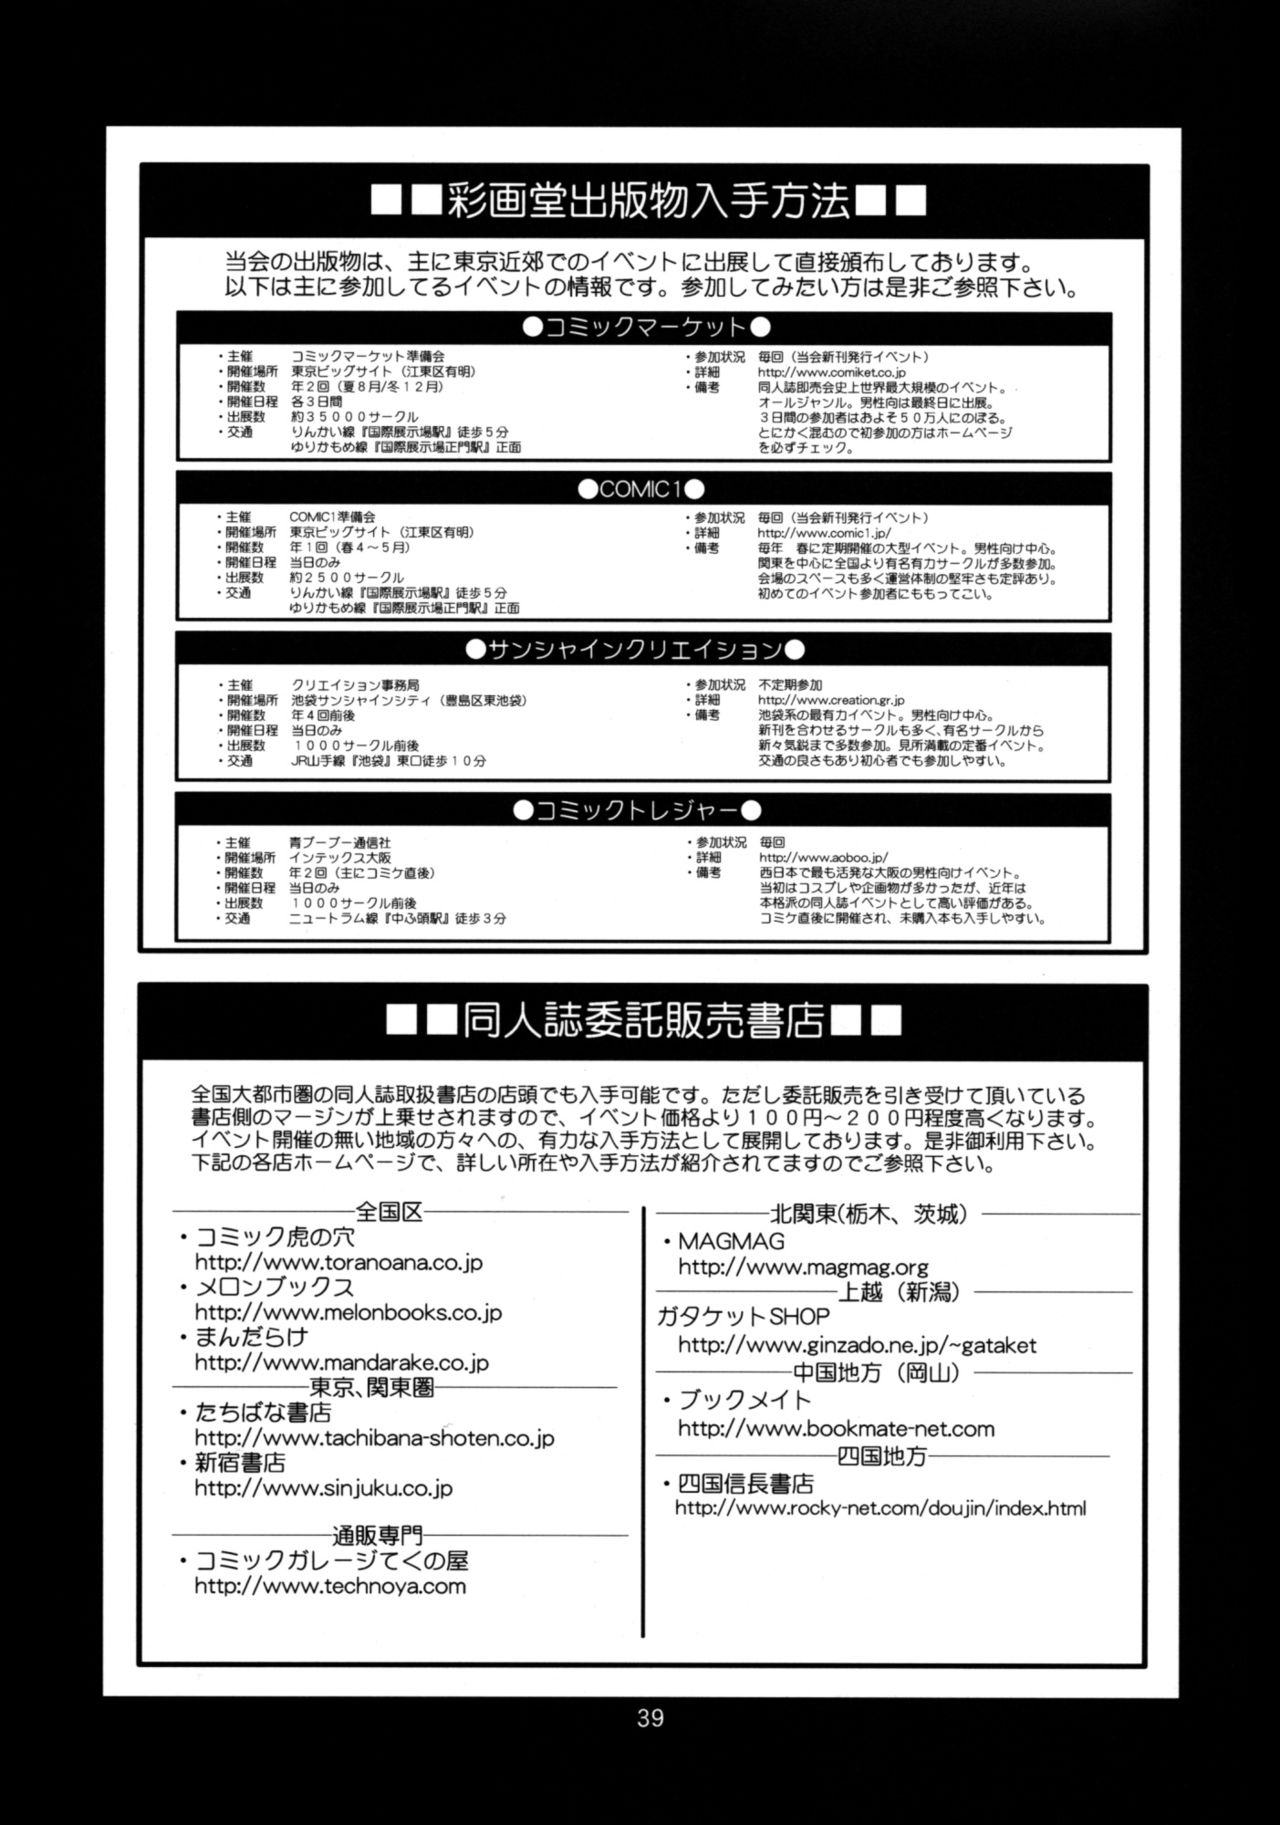 ■■彩画堂出版物入手方法■■
当会の出版物は、主に東京近郊でのイベントに出展して直接頒布しております。
以下は主に参加してるイベントの情報です。参加してみたい方は是非ご参照下さい。
●コミックマーケット●
・主催 コミックマーケット準備会
・開催場所 東京ビッグサイト（江東区有明）
・開催数 年２回（夏８月/冬１２月）
・開催日程 各３日間
・出展数 約３５０００サークル
・交通 りんかい線『国際展示場駅』徒歩５分
ゆりかもめ線『国際展示場正門駅』正面
・参加状況 毎回（当会新刊発行イベント）
・詳細 http://www.comiket.co.jp
・備考 同人誌即売会史上世界最大規模のイベント。
オールジャンル。男性向は最終日に出展。
３日間の参加者はおよそ５０万人にのぼる。
とにかく混むので初参加の方はホームページ
を必ずチェック。
●COMIC1●
・主催 COMIC1準備会
・開催場所 東京ビッグサイト（江東区有明）
・開催数 年１回（春４～５月）
・開催日程 当日のみ
・出展数 約２５００サークル
・交通 りんかい線『国際展示場駅』徒歩５分
ゆりかもめ線『国際展示場正門駅』正面
・参加状況 毎回（当会新刊発行イベント）
・詳細 http://www.comic1.jp/
・備考 毎年　春に定期開催の大型イベント。男性向け中心。
関東を中心に全国より有名有力サークルが多数参加。
会場のスペースも多く運営体制の堅牢さも定評あり。
初めてのイベント参加者にももってこい。
●サンシャインクリエイション●
・主催 クリエイション事務局
・開催場所 池袋サンシャインシティ（豊島区東池袋）
・開催数 年４回前後
・開催日程 当日のみ
・出展数 １０００サークル前後
・交通 JR山手線『池袋』東口徒歩１０分
・参加状況 不定期参加
・詳細 http://www.creation.gr.jp
・備考 池袋系の最有力イベント。男性向け中心。
新刊を合わせるサークルも多く、有名サークルから
新々気鋭まで多数参加。見所満載の定番イベント。
交通の良さもあり初心者でも参加しやすい。
●コミックトレジャー●
・主催 青ブーブー通信社
・開催場所 インテックス大阪
・開催数 年２回（主にコミケ直後）
・開催日程 当日のみ
・出展数 １０００サークル前後
・交通 ニュートラム線『中ふ頭駅』徒歩３分
・参加状況 毎回
・詳細 http://www.aoboo.jp/
・備考 西日本で最も活発な大阪の男性向けイベント。
当初はコスプレや企画物が多かったが、近年は
本格派の同人誌イベントとして高い評価がある。
コミケ直後に開催され、未購入本も入手しやすい。
■■同人誌委託販売書店■■
全国大都市圏の同人誌取扱書店の店頭でも入手可能です。ただし委託販売を引き受けて頂いている
書店側のマージンが上乗せされますので、イベント価格より１００円～２００円程度高くなります。
イベント開催の無い地域の方々への、有力な入手方法として展開しております。是非御利用下さい。
下記の各店ホームページで、詳しい所在や入手方法が紹介されてますのでご参照下さい。
全国区
・コミック虎の穴
http://www.toranoana.co.jp
・メロンブックス
http://www.melonbooks.co.jp
・まんだらけ
http://www.mandarake.co.jp
東京、関東圏
・たちばな書店
http://www.tachibana-shoten.co.jp
・新宿書店
http://www.sinjuku.co.jp
通販専門
・コミックガレージてくの屋
http://www.technoya.com
北関東(栃木、茨城）
・MAGMAG
http://www.magmag.org
上越（新潟）
ガタケットSHOP
http://www.ginzado.ne.jp/~gataket
中国地方（岡山）
・ブックメイト
http://www.bookmate-net.com
四国地方
・四国信長書店
http://www.rocky-net.com/doujin/index.html
39